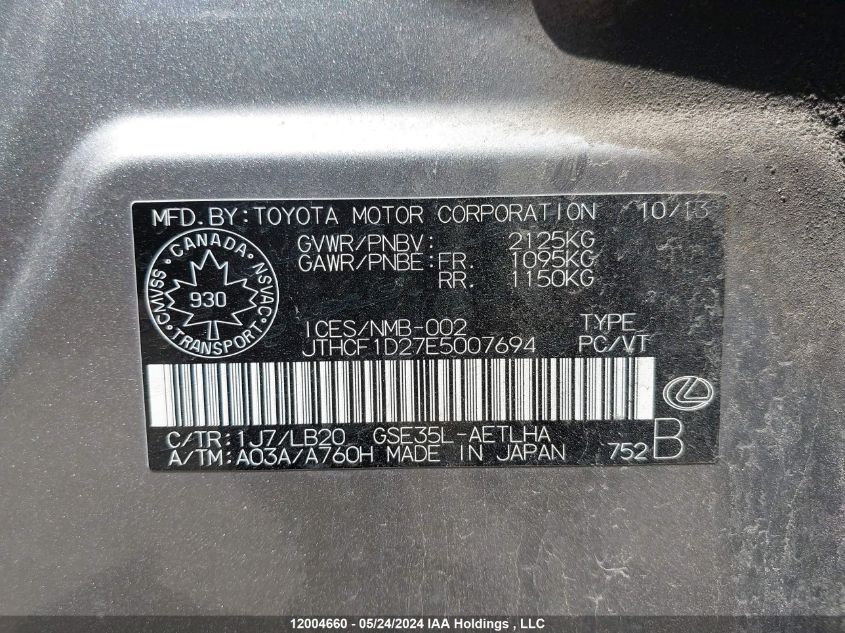 MFD.BY:TOYOTA MOTOR CORPORATION 10/13
GVWR/PNBV: 2125KG
GAWR/PNBE:FR. 1095KG
RR. 1150KG
CANADA
CMVSS NSVAC
930
TRANSPORT
ICES/NMB-002 TYPE
JTHCF1D27E5007694 PC/VT
C/TR:1J7/LB20 GSE35L-AETLHA
A/TM:A03A/A760H MADE IN JAPAN 752 B
12004660 - 05/24/2024 IAA Holdings , LLC